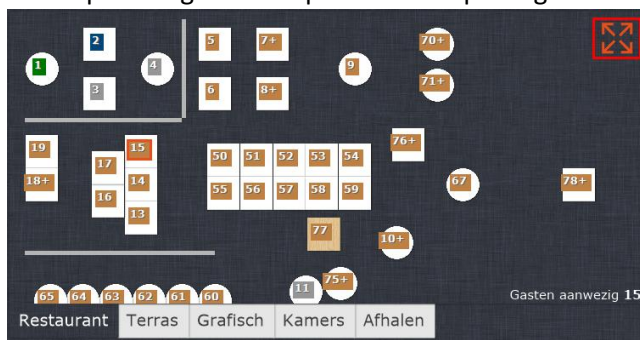 2 5 7+ 70+
1 4 9
3 6 8+ 71+
19 15 76+
17 50 51 52 53 54
18+ 14 67 78+
16 55 56 57 58 59
13
77 10+
11 75+
65 64 63 62 61 60 Gasten aanwezig 15
Restaurant Terras Grafisch Kamers Afhalen